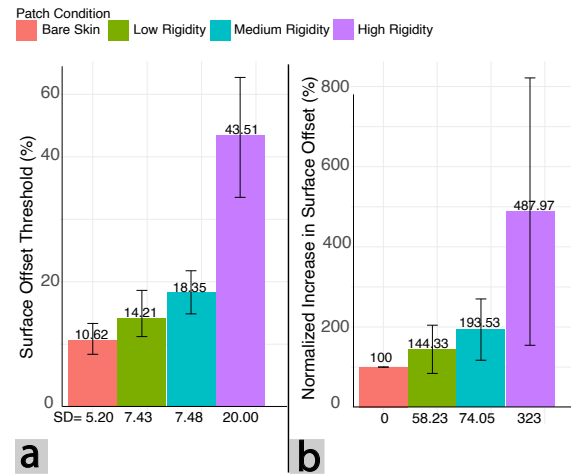 Patch Condition
Bare Skin Low Rigidity Medium Rigidity High Rigidity
Surface Offset Threshold (%)
60
40
20
0
10.62
14.21
18.35
43.51
SD= 5.20 7.43 7.48 20.00
a
Normalized Increase in Surface Offset (%)
800
600
400
200
0
100
144.33
193.53
487.97
0 58.23 74.05 323
b